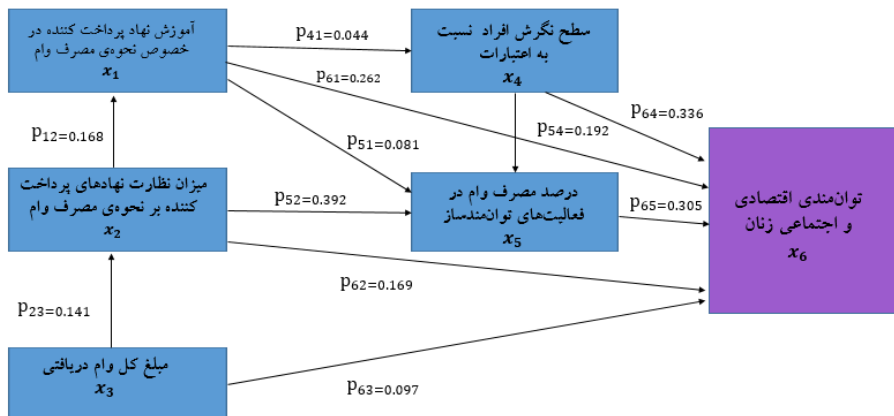 آموزش نهاد پرداخت کننده در
خصوص نحوه‌ی مصرف وام
x₁
p₄₁₌₀.₀₄₄
سطح نگرش افراد نسبت
به اعتبارات
x₄
p₆₁₌₀.₂₆₂
p₆₄₌₀.₃₃₆
p₁₂₌₀.₁₆₈
p₅₁₌₀.₀₈₁
p₅₄₌₀.₁₉₂
میزان نظارت نهادهای پرداخت
کننده بر نحوه‌ی مصرف وام
x₂
p₅₂₌₀.₃₉₂
درصد مصرف وام در
فعالیت‌های توان‌مندساز
x₅
p₆₅₌₀.₃₀₅
توان‌مندی اقتصادی
و اجتماعی زنان
x₆
p₆₂₌₀.₁₆₉
p₂₃₌₀.₁₄₁
مبلغ کل وام دریافتی
x₃
p₆₃₌₀.₀₉₇